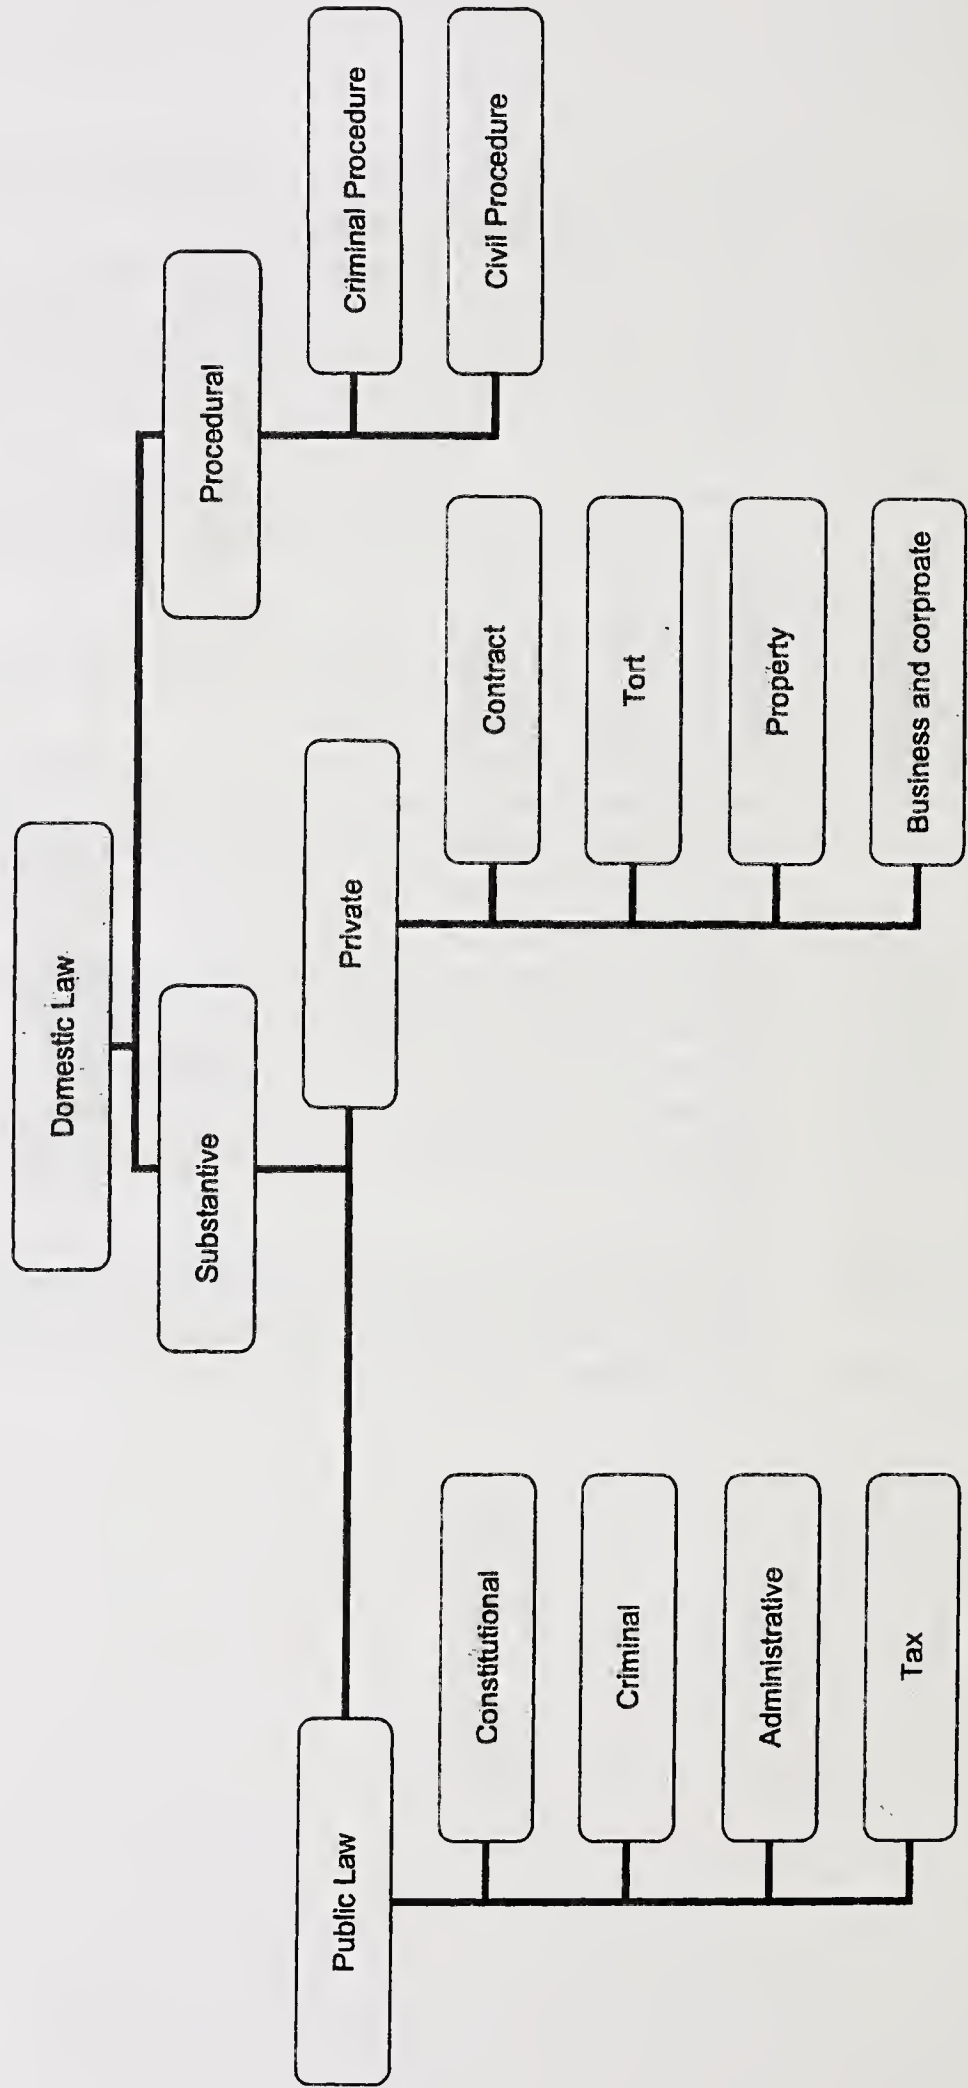 Domestic Law
Substantive
Procedural
Public Law
Private
Criminal Procedure
Civil Procedure
Constitutional
Criminal
Administrative
Tax
Contract
Tort
Property
Business and corproate